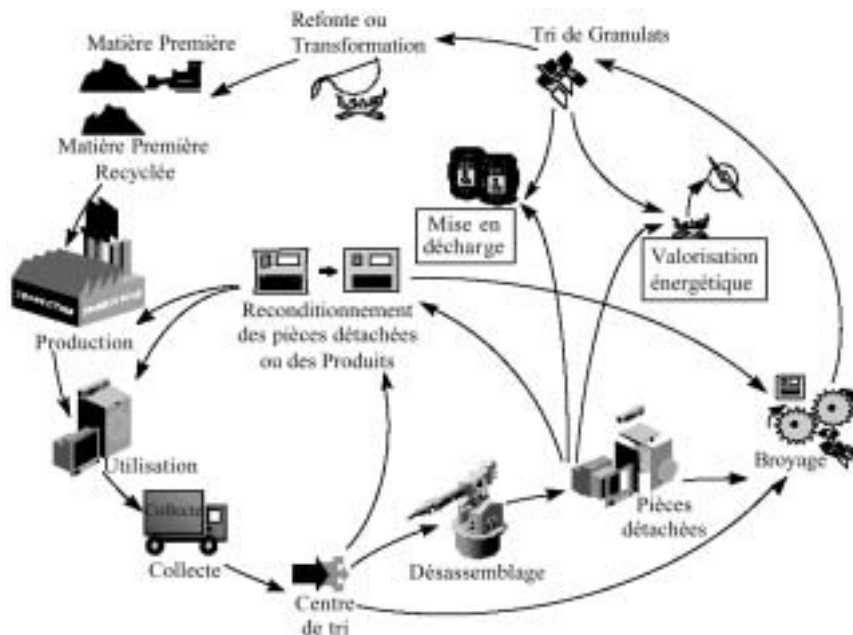 Refonte ou
Transformation
Tri de Granulats
Matière Première
Matière Première
Recyclée
Mise en
décharge
Valorisation
énergétique
Reconditionnement
des pièces détachées
ou des Produits
Production
Utilisation
Collecte
Collecte
Centre
de tri
Désassemblage
Pièces
détachées
Broyage